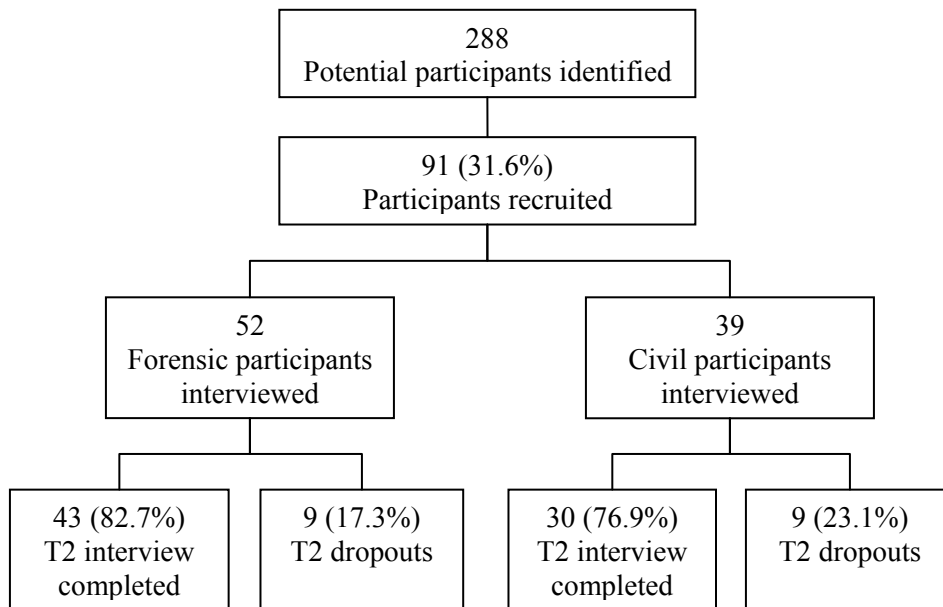 288
Potential participants identified
91 (31.6%)
Participants recruited
52
Forensic participants
interviewed
39
Civil participants
interviewed
43 (82.7%)
T2 interview
completed
9 (17.3%)
T2 dropouts
30 (76.9%)
T2 interview
completed
9 (23.1%)
T2 dropouts